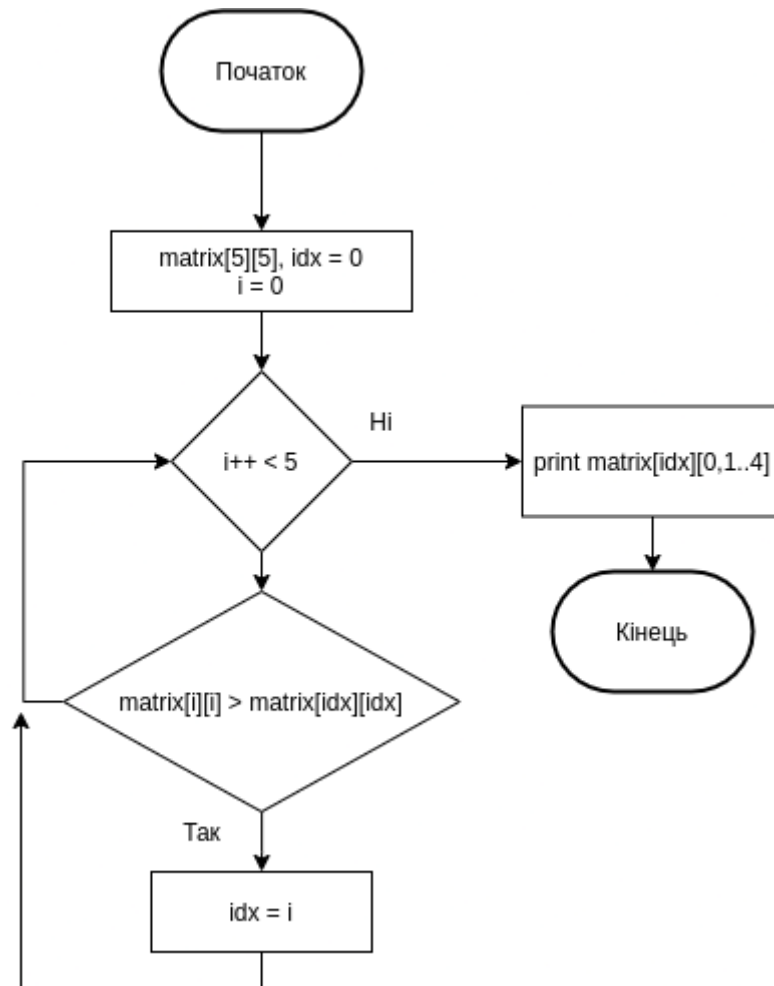 Початок
matrix[5][5], idx = 0
i = 0
i++ < 5
Ні
print matrix[idx][0,1..4]
Кінець
matrix[i][i] > matrix[idx][idx]
Так
idx = i